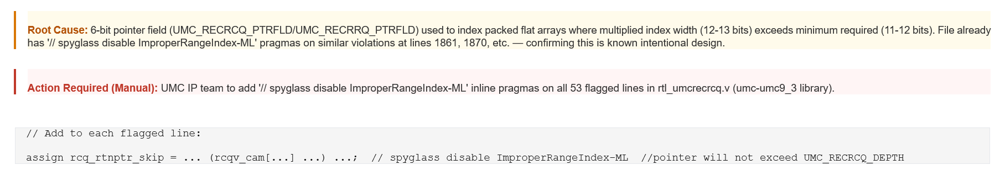 Root Cause: 6-bit pointer field (UMC_RECRCQ_PTRFLD/UMC_RECRRQ_PTRFLD) used to index packed flat arrays where multiplied index width (12-13 bits) exceeds minimum required (11-12 bits). File already
has '// spyglass disable ImproperRangeIndex-ML' pragmas on similar violations at lines 1861, 1870, etc. — confirming this is known intentional design.
Action Required (Manual): UMC IP team to add '// spyglass disable ImproperRangeIndex-ML' inline pragmas on all 53 flagged lines in rtl_umcrecrcq.v (umc-umc9_3 library).
// Add to each flagged line:
assign rcq_rtnptr_skip = ... (rcqv_cam[...] ...) ...;  // spyglass disable ImproperRangeIndex-ML  //pointer will not exceed UMC_RECRCQ_DEPTH